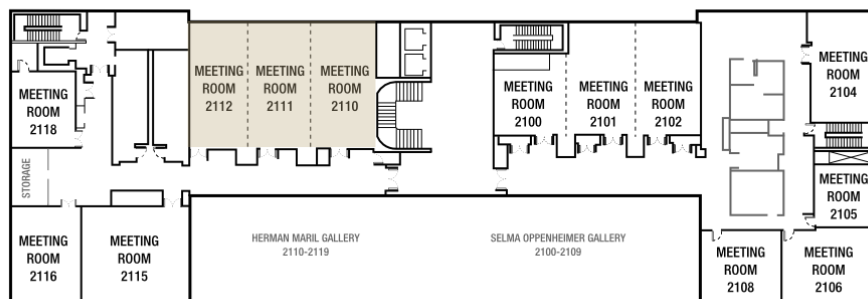 MEETING
ROOM
2112
MEETING
ROOM
2111
MEETING
ROOM
2110
MEETING
ROOM
2100
MEETING
ROOM
2101
MEETING
ROOM
2102
MEETING
ROOM
2104
MEETING
ROOM
2118
STORAGE
MEETING
ROOM
2105
MEETING
ROOM
2116
MEETING
ROOM
2115
HERMAN MARIL GALLERY
2110-2119
SELMA OPPENHEIMER GALLERY
2100-2109
MEETING
ROOM
2108
MEETING
ROOM
2106